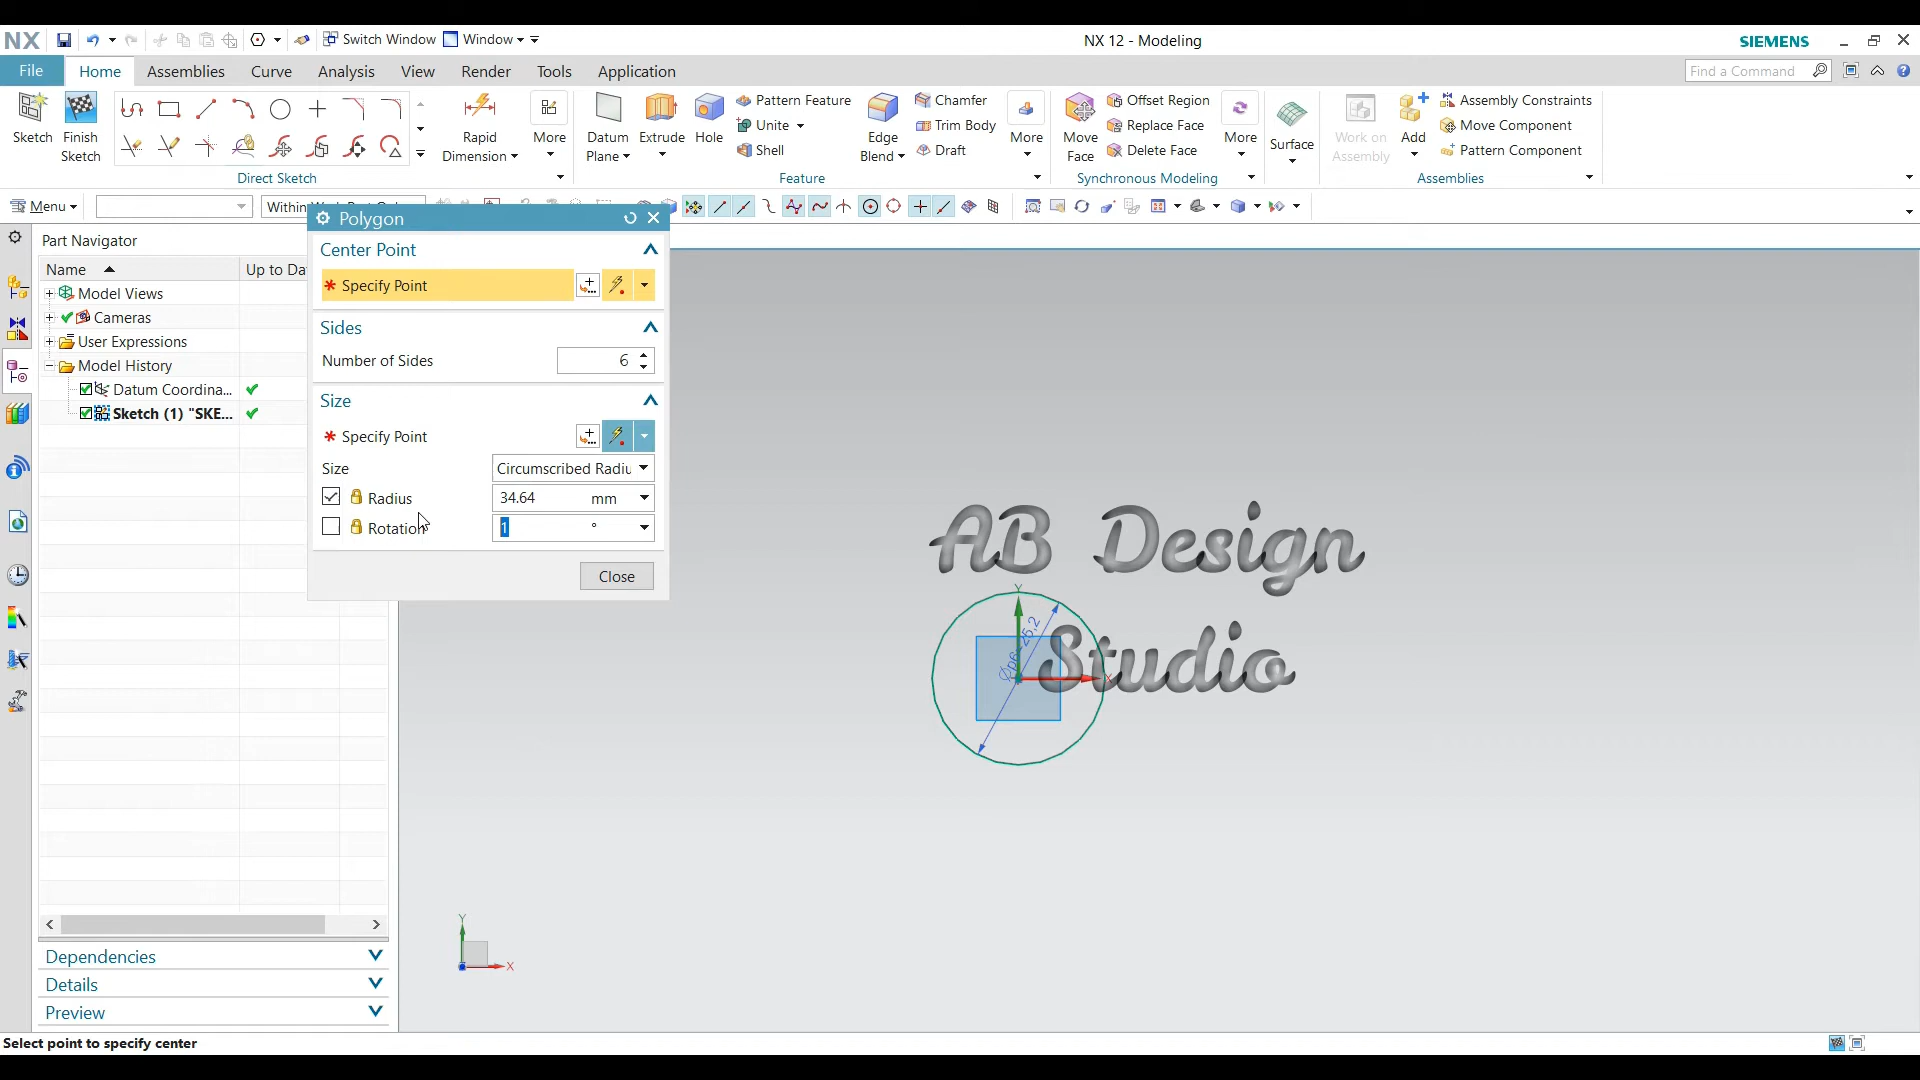 NX
Switch Window
Window
NX 12 - Modeling
SIEMENS
File
Home
Assemblies
Curve
Analysis
View
Render
Tools
Application
Find a Command
Sketch
Finish Sketch
Direct Sketch
Rapid Dimension
More
Datum Plane
Extrude
Hole
Pattern Feature
Unite
Shell
Edge Blend
Chamfer
Trim Body
Draft
More
Feature
Move Face
Offset Region
Replace Face
Delete Face
More
Synchronous Modeling
Surface
Work on Assembly
Add
Assembly Constraints
Move Component
Pattern Component
Assemblies
Menu
Polygon
Center Point
* Specify Point
Sides
Number of Sides
6
Size
* Specify Point
Size
Circumscribed Radiu
Radius
34.64 mm
Rotation
1 °
Close
Part Navigator
Name
Up to Da
Model Views
Cameras
User Expressions
Model History
Datum Coordina...
Sketch (1) "SKE...
Dependencies
Details
Preview
AB Design
Studio
Y
X
Y
X
Select point to specify center